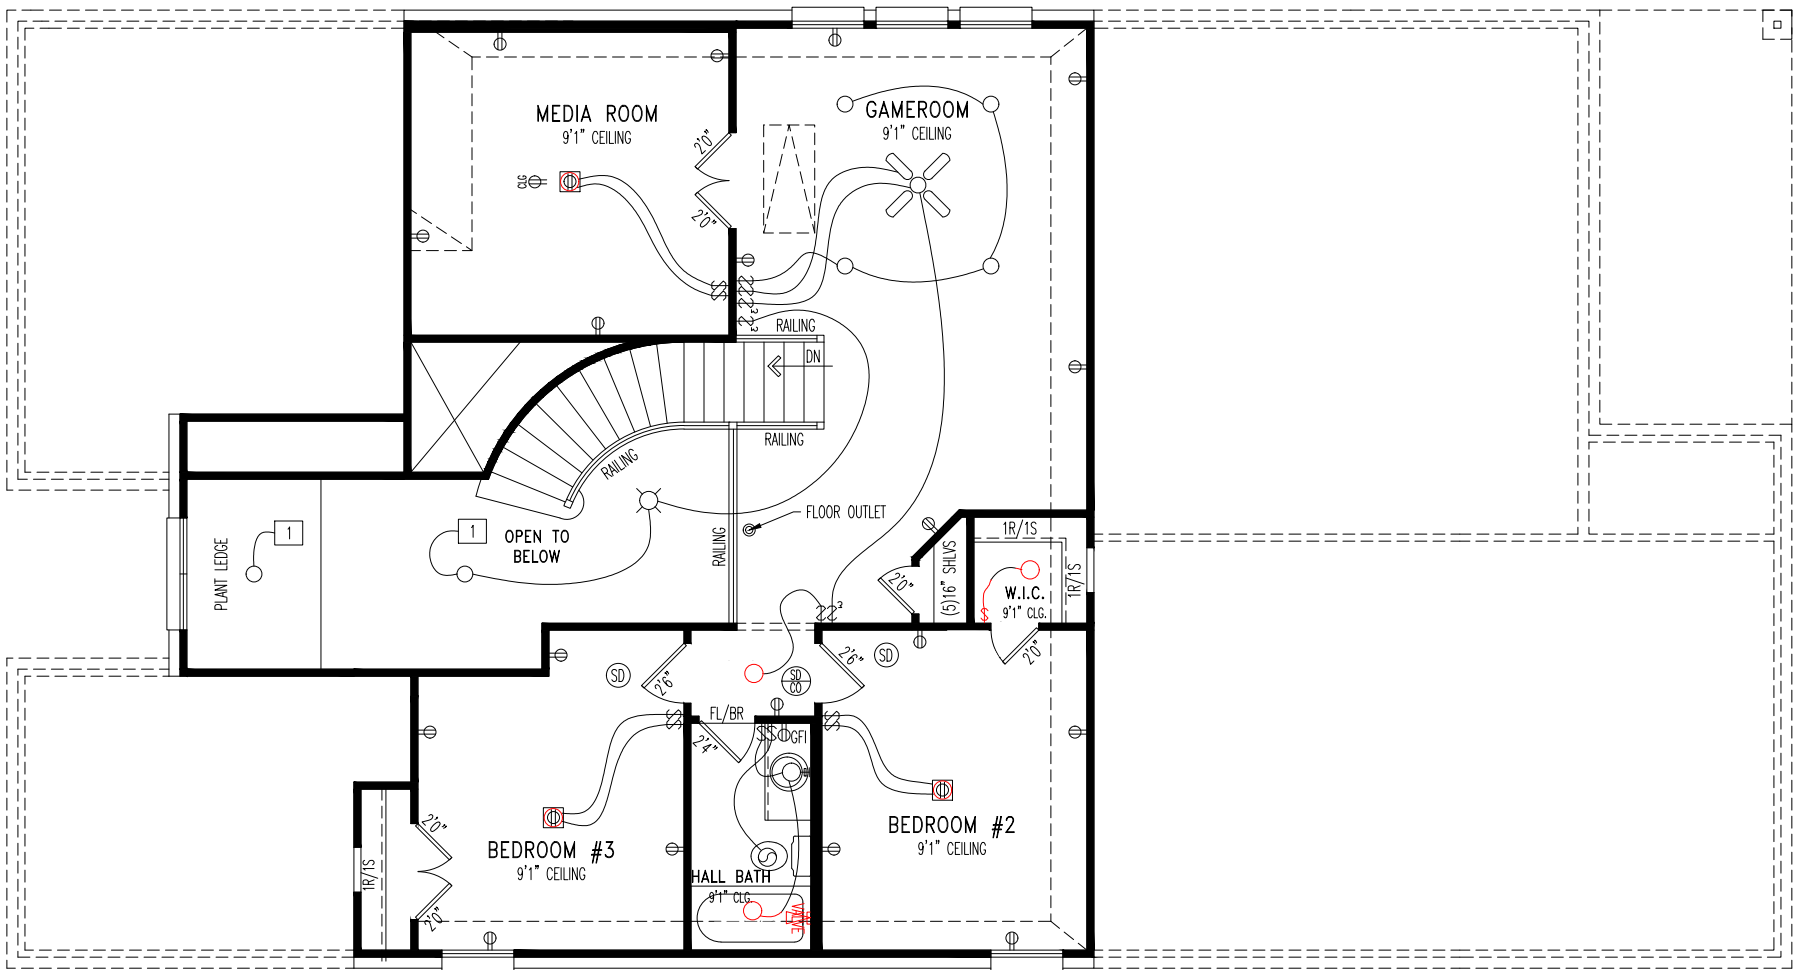 MEDIA ROOM
9'1" CEILING
2'0"
2'0"
CLG
GAMEROOM
9'1" CEILING
3
3
RAILING
DN
RAILING
RAILING
RAILING
FLOOR OUTLET
OPEN TO
BELOW
1
1
PLANT LEDGE
2'0"
(5)16" SHLVS
1R/1S
1R/1S
W.I.C.
9'1" CLG.
$
2'0"
3
SD
2'6"
SD
CO
2'6"
SD
FL/BR
2'4"
GFI
2'0"
BEDROOM #3
9'1" CEILING
1R/1S
2'0"
HALL BATH
9'1" CLG.
VALVE
BEDROOM #2
9'1" CEILING